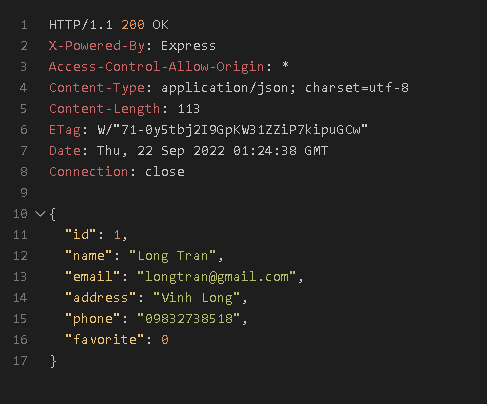 1 HTTP/1.1 200 OK
2 X-Powered-By: Express
3 Access-Control-Allow-Origin: *
4 Content-Type: application/json; charset=utf-8
5 Content-Length: 113
6 ETag: W/"71-0y5tbj2I9GpKW31ZZiP7kipuGCw"
7 Date: Thu, 22 Sep 2022 01:24:38 GMT
8 Connection: close
9
10 {
11 "id": 1,
12 "name": "Long Tran",
13 "email": "longtran@gmail.com",
14 "address": "Vinh Long",
15 "phone": "09832738518",
16 "favorite": 0
17 }